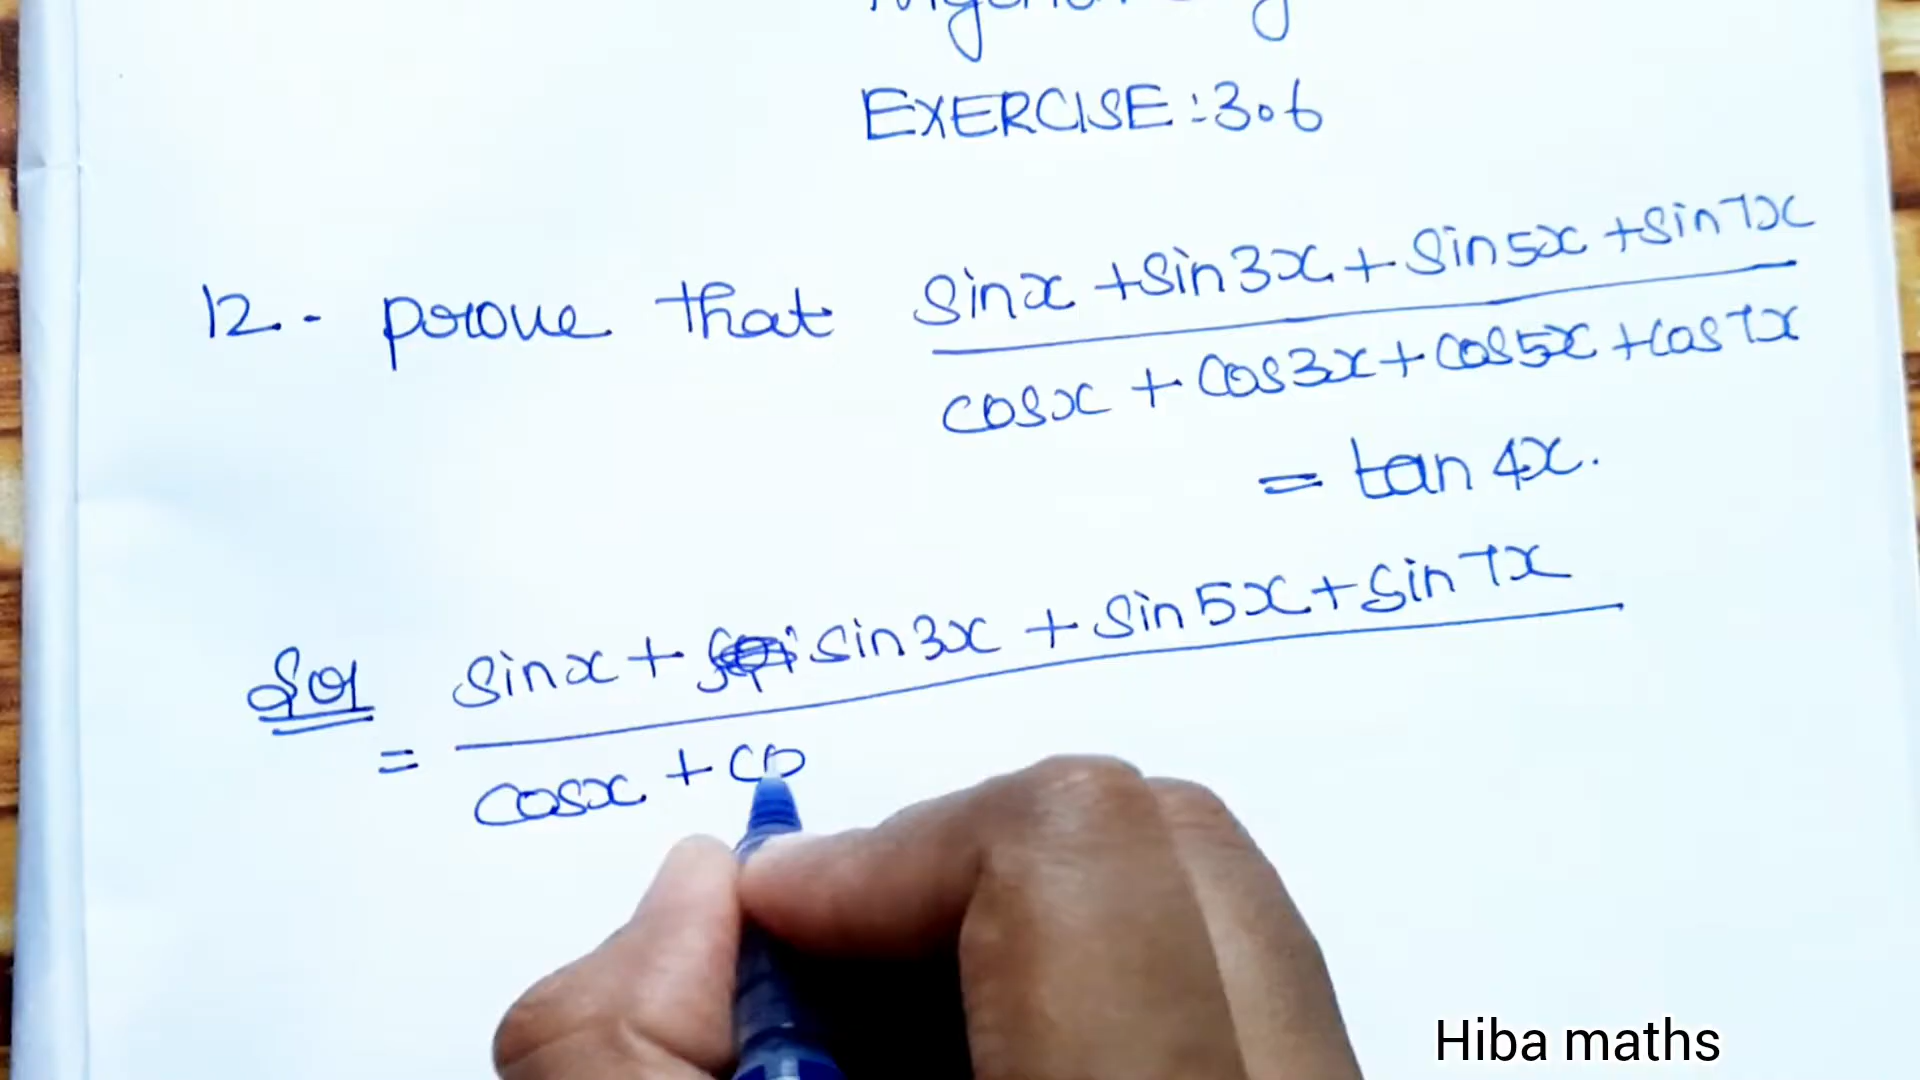 EXERCISE : 3.6
12. prove that sinx + sin3x + sin5x + sin7x
cosx + cos3x + cos5x + cos7x
= tan 4x.
Sol sinx + sin3x + sin5x + sin7x
= cosx + co
Hiba maths